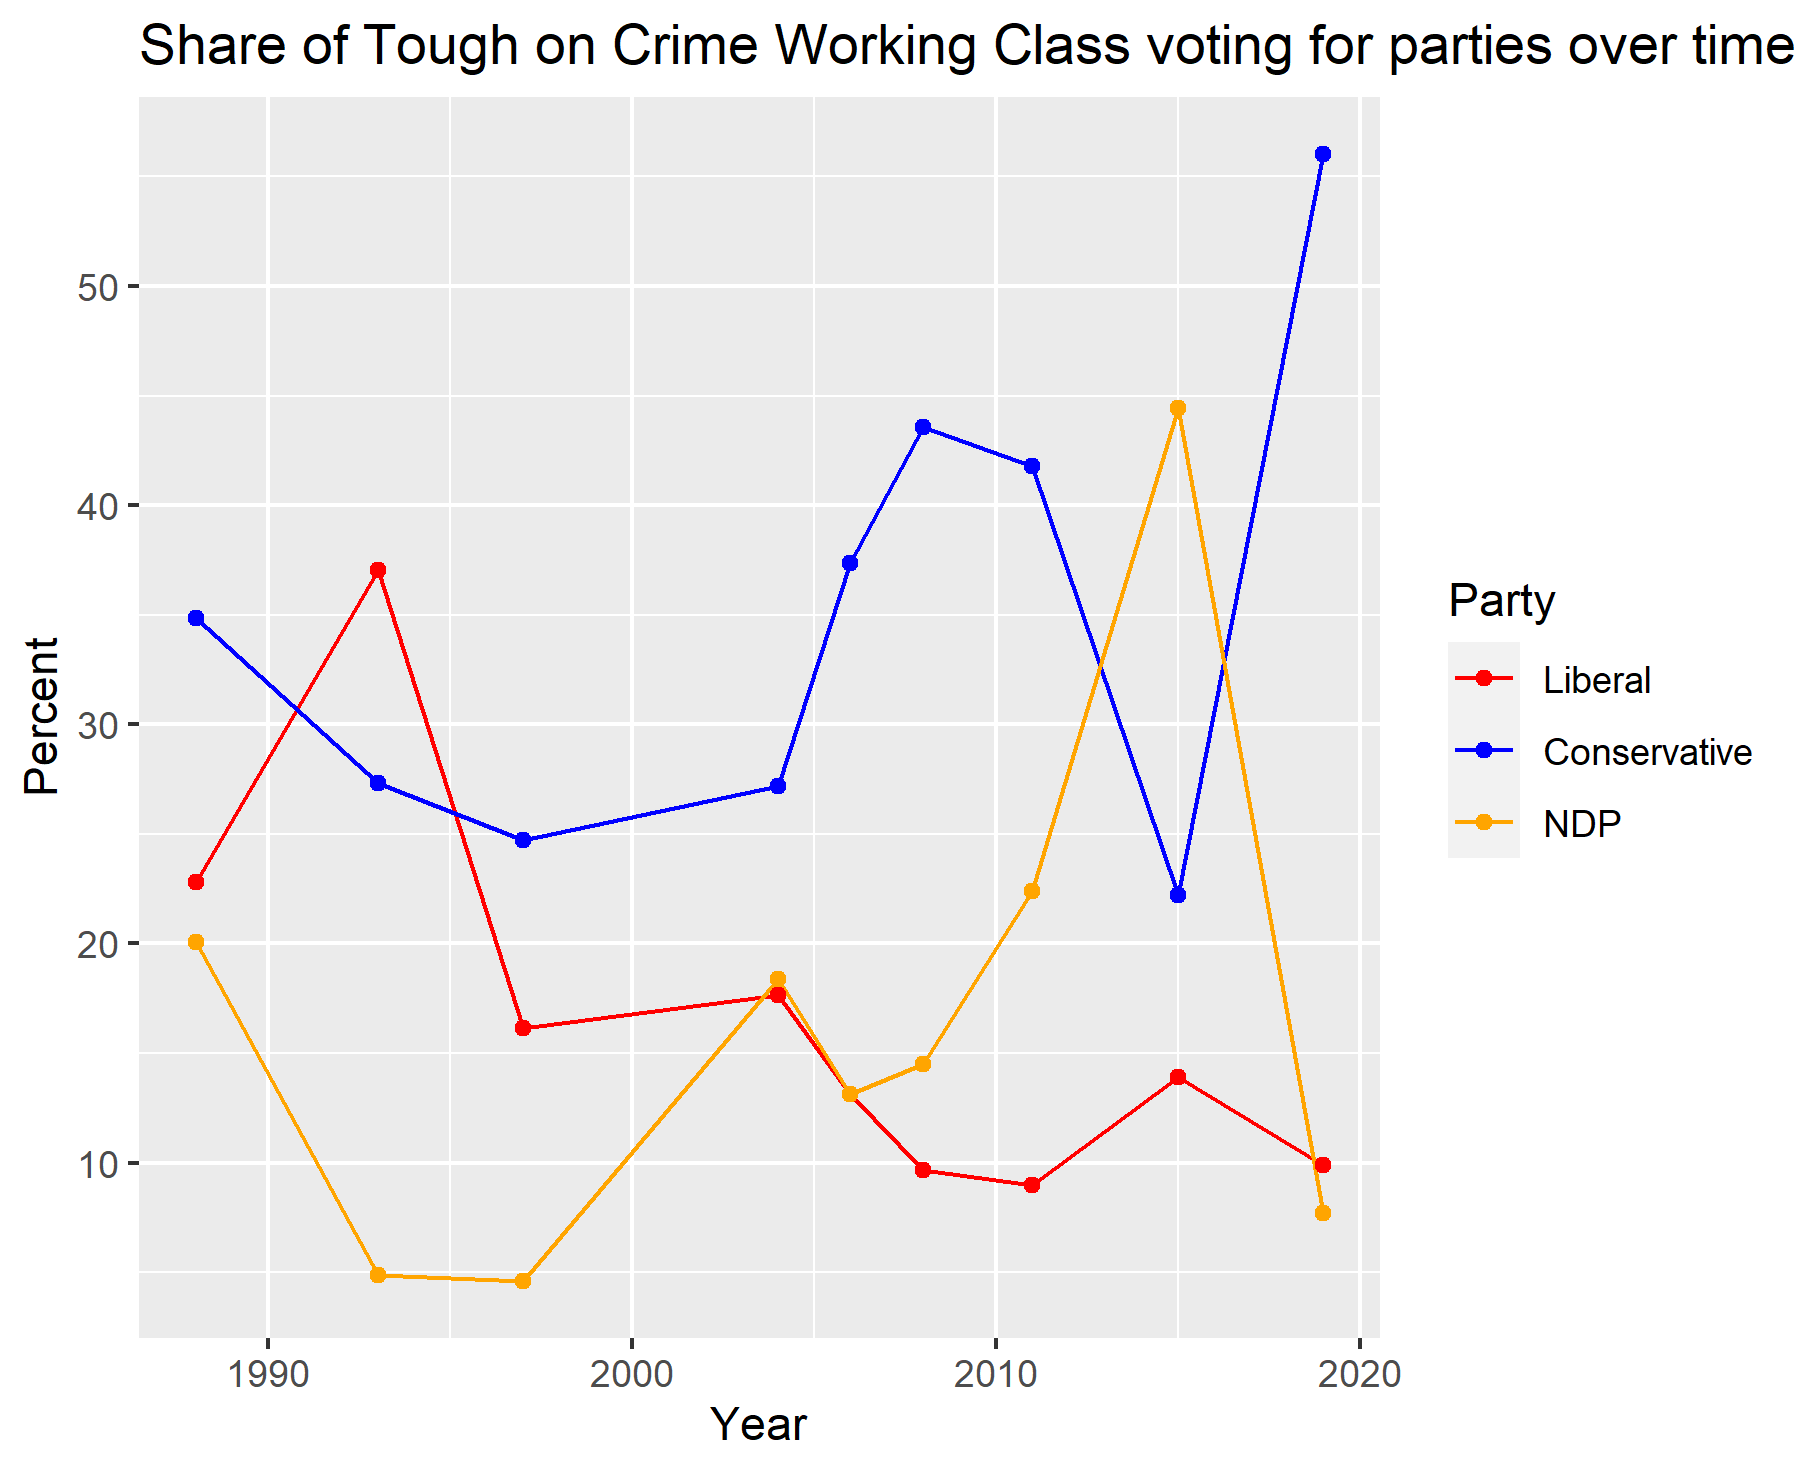 Share of Tough on Crime Working Class voting for parties over time
50
40
30
20
10
Percent
1990 2000 2010 2020
Year
Party
Liberal
Conservative
NDP